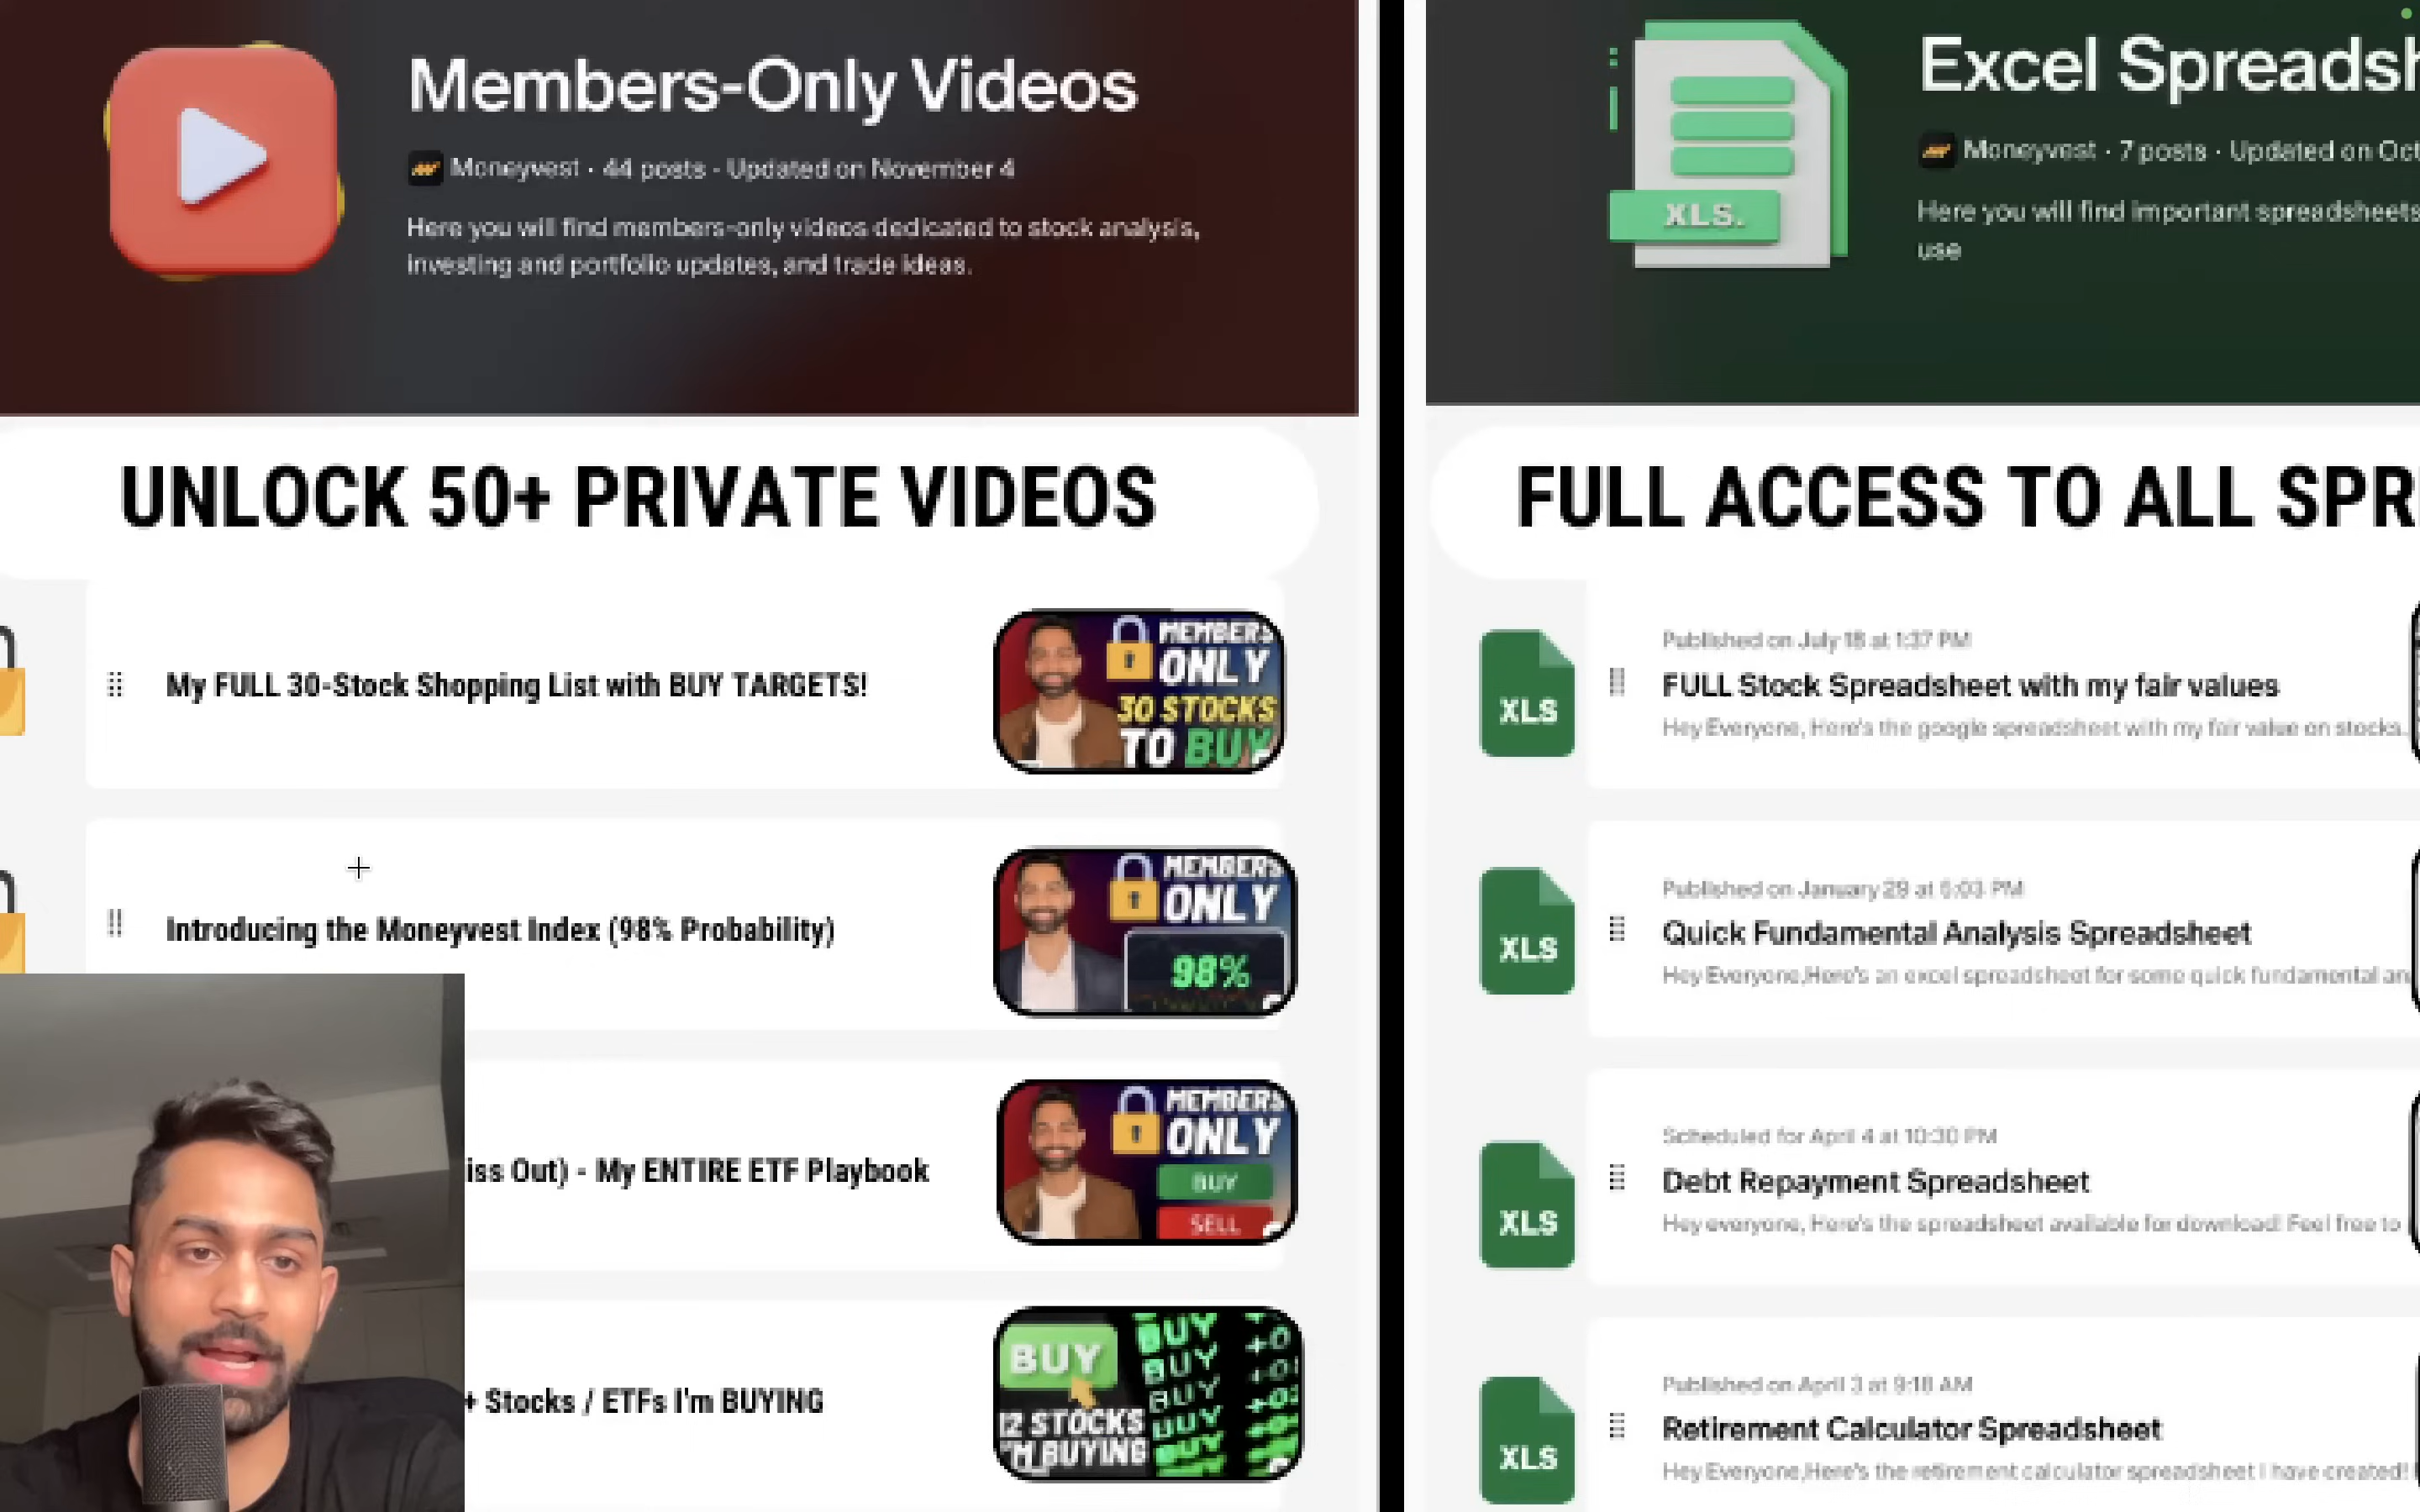 Members-Only Videos
Moneyvest · 44 posts · Updated on November 4
Here you will find members-only videos dedicated to stock analysis,
investing and portfolio updates, and trade ideas.
UNLOCK 50+ PRIVATE VIDEOS
My FULL 30-Stock Shopping List with BUY TARGETS!
MEMBERS
ONLY
30 STOCKS
TO BUY
Introducing the Moneyvest Index (98% Probability)
MEMBERS
ONLY
98%
iss Out) - My ENTIRE ETF Playbook
MEMBERS
ONLY
BUY
SELL
+ Stocks / ETFs I'm BUYING
BUY
12 STOCKS
I'M BUYING
BUY
BUY
BUY
BUY
BUY
Excel Spreadsh
XLS.
Moneyvest · 7 posts · Updated on Oct
Here you will find important spreadsheets
use
FULL ACCESS TO ALL SPR
XLS
Published on July 18 at 1:37 PM
FULL Stock Spreadsheet with my fair values
Hey Everyone, Here's the google spreadsheet with my fair value on stocks.
XLS
Published on January 29 at 5:03 PM
Quick Fundamental Analysis Spreadsheet
Hey Everyone,Here's an excel spreadsheet for some quick fundamental an
XLS
Scheduled for April 4 at 10:30 PM
Debt Repayment Spreadsheet
Hey everyone, Here's the spreadsheet available for download! Feel free to
XLS
Published on April 3 at 9:18 AM
Retirement Calculator Spreadsheet
Hey Everyone,Here's the retirement calculator spreadsheet I have created!